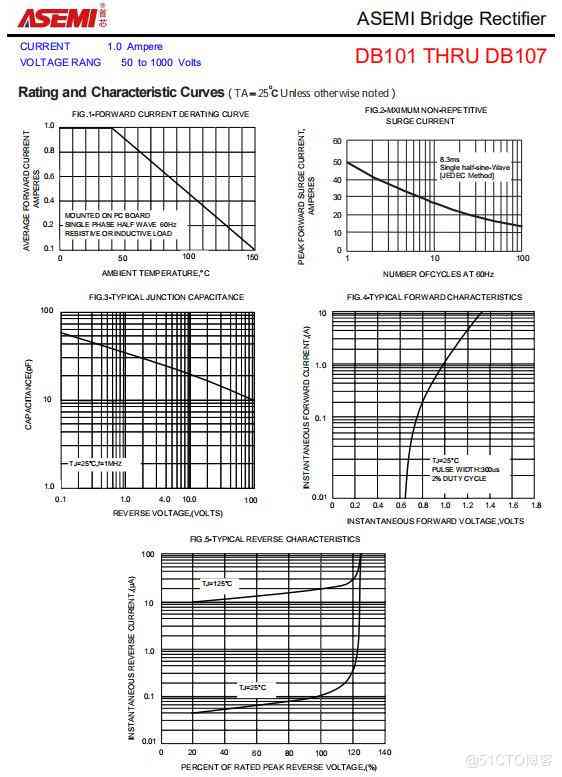 ASEMI
®
首
芯
ASEMI Bridge Rectifier
CURRENT 1.0 Ampere
VOLTAGE RANG 50 to 1000 Volts
DB101 THRU DB107
Rating and Characteristic Curves ( TA=25°C Unless otherwise noted )
FIG.1-FORWARD CURRENT DERATING CURVE
AVERAGE FORWARD CURRENT
AMPERES
1.0
0.8
0.6
0.4
0.2
0.1
MOUNTED ON PC BOARD
SINGLE PHASE HALF WAVE 60Hz
RESISTIVE OR INDUCTIVE LOAD
0 50 100 150
AMBIENT TEMPERATURE,°C
FIG.2-MXIMUM NON-REPETITIVE
SURGE CURRENT
PEAK FORWARD SURGE CURRENT,
AMPERES
60
50
40
30
20
10
0
8.3ms
Single half-sine-Wave
[JEDEC Method]
1 10 100
NUMBER OF CYCLES AT 60Hz
FIG.3-TYPICAL JUNCTION CAPACITANCE
CAPACITANCE(pF)
100
10
1.0
TJ=25°C,f=1MHz
0.1 1.0 4.0 10.0 100
REVERSE VOLTAGE,(VOLTS)
FIG.4-TYPICAL FORWARD CHARACTERISTICS
INSTANTANEOUS FORWARD CURRENT,(A)
10
1.0
0.1
0.01
TJ=25°C
PULSE WIDTH:300us
2% DUTY CYCLE
0 0.2 0.4 0.6 0.8 1.0 1.2 1.4 1.6 1.8
INSTANTANEOUS FORWARD VOLTAGE,VOLTS
FIG.5-TYPICAL REVERSE CHARACTERISTICS
INSTANTANEOUS REVERSE CURRENT,(μA)
100
10
1.0
0.1
0.01
TJ=125°C
TJ=25°C
0 20 40 60 80 100 120 140
PERCENT OF RATED PEAK REVERSE VOLTAGE,(%)
@51CTO博客